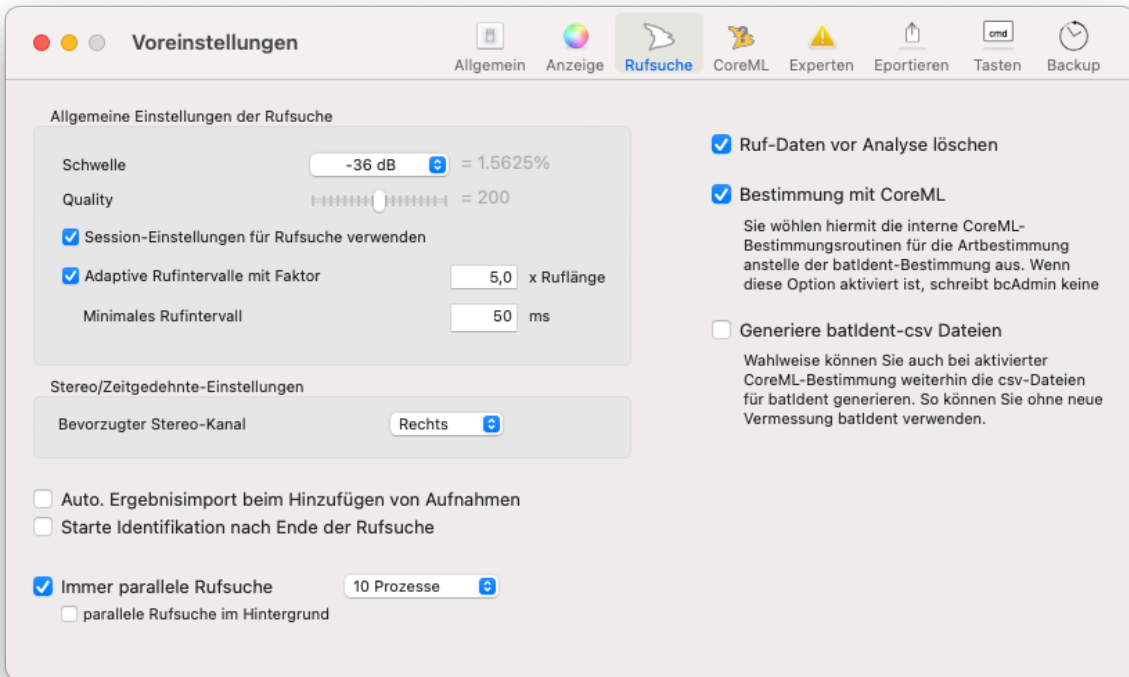 Voreinstellungen
Allgemein Anzeige Rufsuche CoreML Experten Eportieren cmd Tasten Backup
Allgemeine Einstellungen der Rufsuche
Schwelle -36 dB = 1.5625%
Quality = 200
Session-Einstellungen für Rufsuche verwenden
Adaptive Rufintervalle mit Faktor 5,0 x Ruflänge
Minimales Rufintervall 50 ms
Stereo/Zeitgedehnte-Einstellungen
Bevorzugter Stereo-Kanal Rechts
Auto. Ergebnisimport beim Hinzufügen von Aufnahmen
Starte Identifikation nach Ende der Rufsuche
Immer parallele Rufsuche 10 Prozesse
parallele Rufsuche im Hintergrund
Ruf-Daten vor Analyse löschen
Bestimmung mit CoreML
Sie wöhlen hiermit die interne CoreML-
Bestimmungsroutinen für die Artbestimmung
anstelle der batIdent-Bestimmung aus. Wenn
diese Option aktiviert ist, schreibt bcAdmin keine
Generiere batIdent-csv Dateien
Wahlweise können Sie auch bei aktivierter
CoreML-Bestimmung weiterhin die csv-Dateien
für batIdent generieren. So können Sie ohne neue
Vermessung batIdent verwenden.